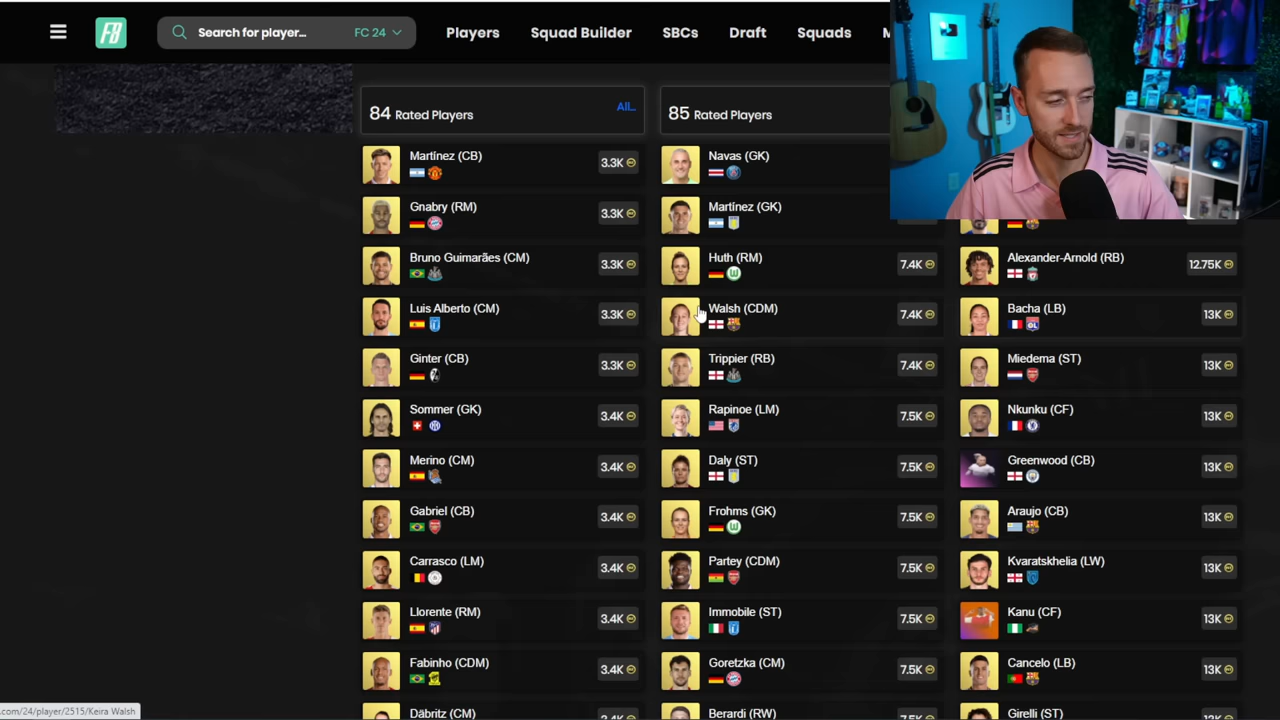 FB
Search for player...
FC 24
Players
Squad Builder
SBCs
Draft
Squads
M
84 Rated Players
All...
Martínez (CB)
3.3K
Gnabry (RM)
3.3K
Bruno Guimarães (CM)
3.3K
Luis Alberto (CM)
3.3K
Ginter (CB)
3.3K
Sommer (GK)
3.4K
Merino (CM)
3.4K
Gabriel (CB)
3.4K
Carrasco (LM)
3.4K
Llorente (RM)
3.4K
Fabinho (CDM)
3.4K
Däbritz (CM)
3.4K
85 Rated Players
Navas (GK)
Martínez (GK)
Huth (RM)
7.4K
Walsh (CDM)
7.4K
Trippier (RB)
7.4K
Rapinoe (LM)
7.5K
Daly (ST)
7.5K
Frohms (GK)
7.5K
Partey (CDM)
7.5K
Immobile (ST)
7.5K
Goretzka (CM)
7.5K
Berardi (RW)
7.5K
Alexander-Arnold (RB)
12.75K
Bacha (LB)
13K
Miedema (ST)
13K
Nkunku (CF)
13K
Greenwood (CB)
13K
Araujo (CB)
13K
Kvaratskhelia (LW)
13K
Kanu (CF)
13K
Cancelo (LB)
13K
Girelli (ST)
13K
.com/24/player/2515/Keira Walsh